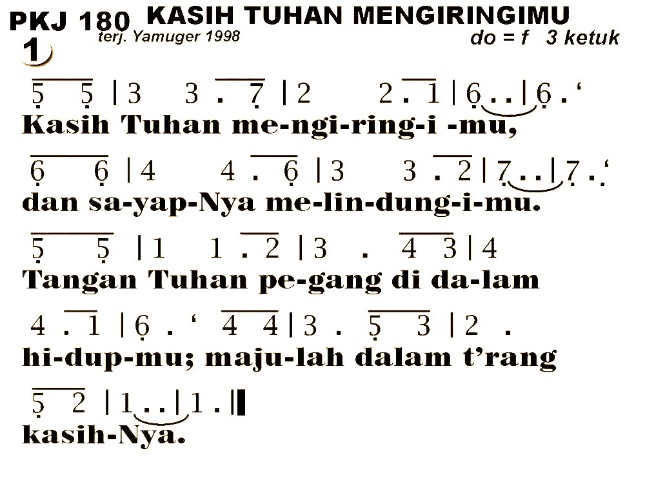 PKJ 180 KASIH TUHAN MENGIRINGIMU
terj. Yamuger 1998 do = f 3 ketuk
1
5̣ 5̣ | 3 3 . 7̣ | 2 2 . 1 | 6̣ . . | 6̣ . ‘
Kasih Tuhan me-ngi-ring-i -mu,
6̣ 6̣ | 4 4 . 6̣ | 3 3 . 2 | 7̣ . . | 7̣ . ‘
dan sa-yap-Nya me-lin-dung-i-mu.
5̣ 5̣ | 1 1 . 2 | 3 . 4 3 | 4
Tangan Tuhan pe-gang di da-lam
4 . 1 | 6̣ . ‘ 4 4 | 3 . 5̣ 3 | 2 .
hi-dup-mu; maju-lah dalam t’rang
5̣ 2 | 1 . . | 1 . ||
kasih-Nya.